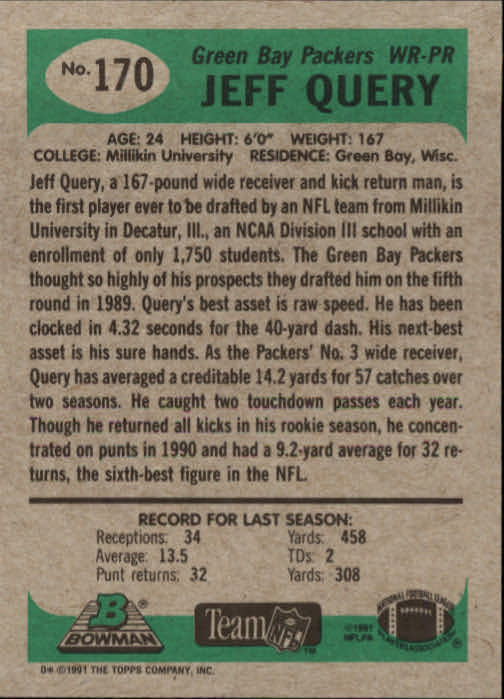 No. 170
Green Bay Packers WR-PR
JEFF QUERY
AGE: 24 HEIGHT: 6'0" WEIGHT: 167
COLLEGE: Millikin University RESIDENCE: Green Bay, Wisc.
Jeff Query, a 167-pound wide receiver and kick return man, is
the first player ever to be drafted by an NFL team from Millikin
University in Decatur, Ill., an NCAA Division III school with an
enrollment of only 1,750 students. The Green Bay Packers
thought so highly of his prospects they drafted him on the fifth
round in 1989. Query's best asset is raw speed. He has been
clocked in 4.32 seconds for the 40-yard dash. His next-best
asset is his sure hands. As the Packers' No. 3 wide receiver,
Query has averaged a creditable 14.2 yards for 57 catches over
two seasons. He caught two touchdown passes each year.
Though he returned all kicks in his rookie season, he concen-
trated on punts in 1990 and had a 9.2-yard average for 32 re-
turns, the sixth-best figure in the NFL.
RECORD FOR LAST SEASON:
Receptions: 34 Yards: 458
Average: 13.5 TDs: 2
Punt returns: 32 Yards: 308
B ®
BOWMAN
Team NFL ™
©1991
NFLPA
NATIONAL FOOTBALL LEAGUE
PLAYERS ASSOCIATION
D* ©1991 THE TOPPS COMPANY, INC.